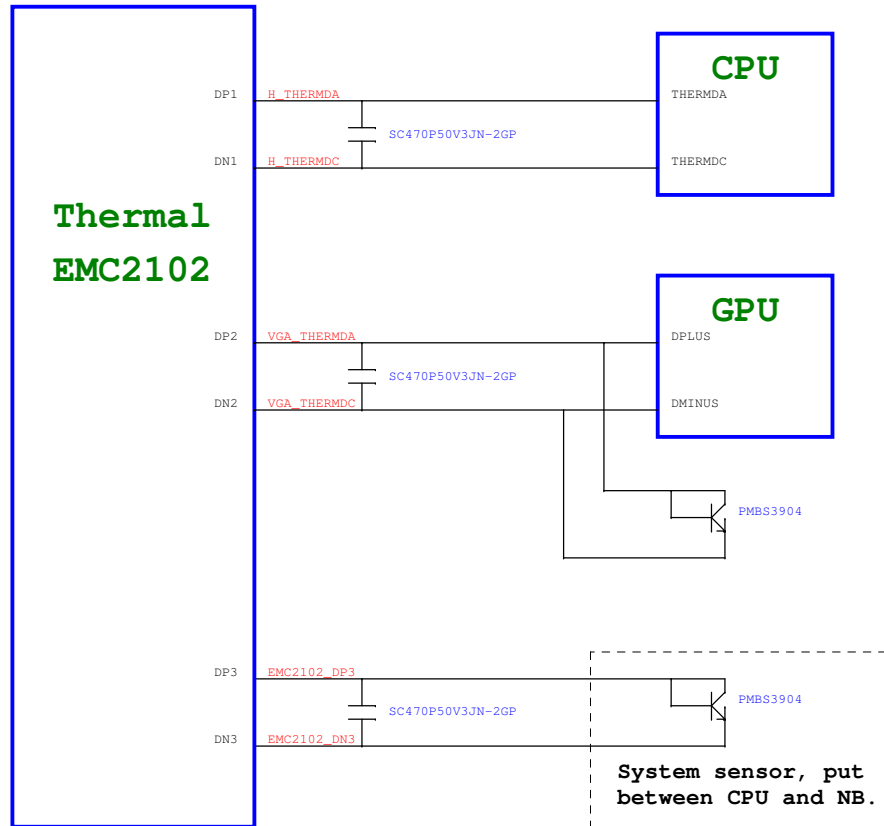 CPU
DP1 H_THERMDA THERMDA
SC470P50V3JN-2GP
DN1 H_THERMDC THERMDC
Thermal
EMC2102
GPU
DP2 VGA_THERMDA DPLUS
SC470P50V3JN-2GP
DN2 VGA_THERMDC DMINUS
PMBS3904
DP3 EMC2102_DP3
PMBS3904
SC470P50V3JN-2GP
DN3 EMC2102_DN3
System sensor, put
between CPU and NB.